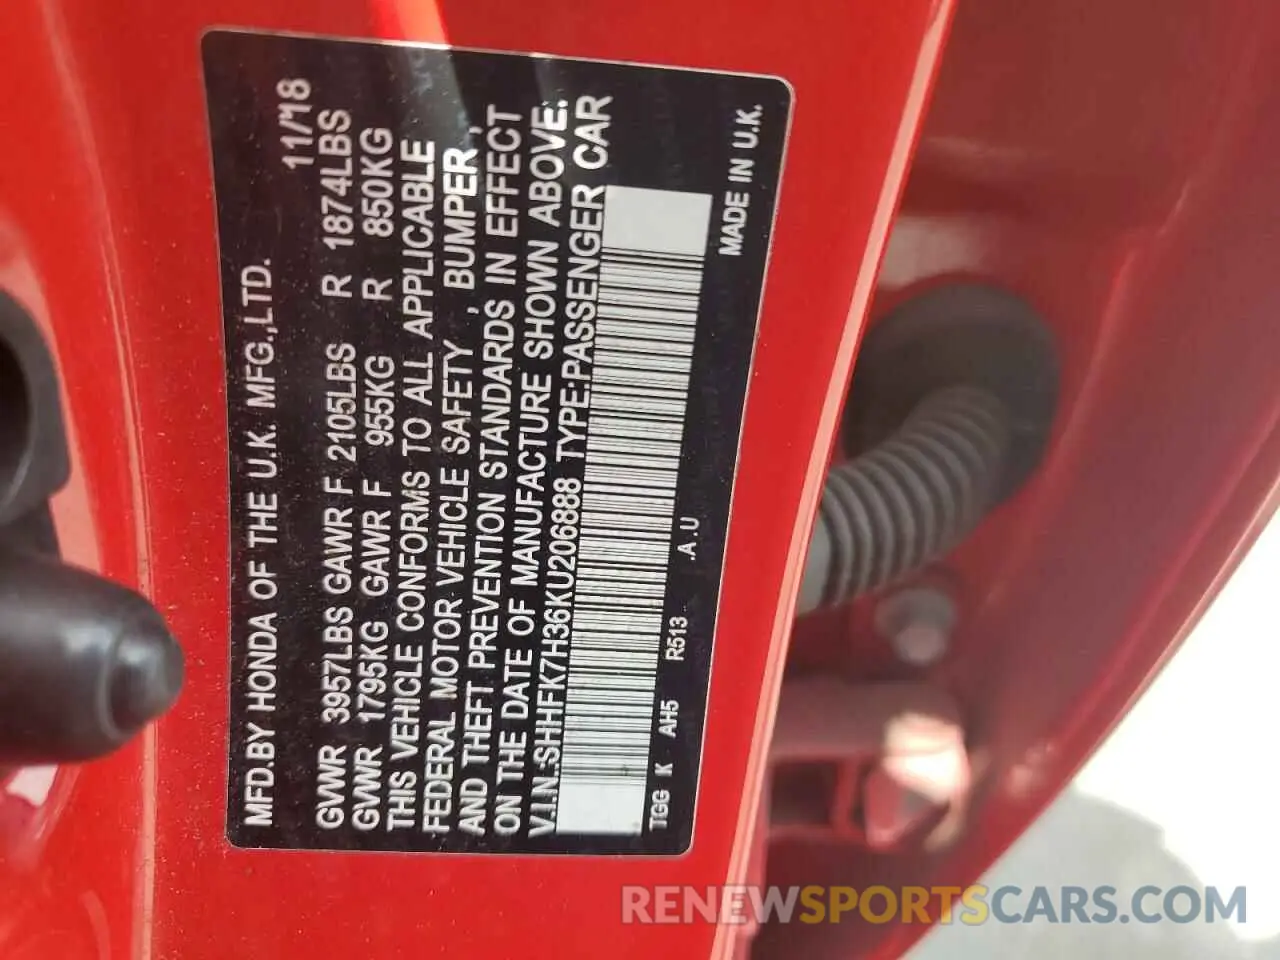 MFD.BY HONDA OF THE U.K. MFG.,LTD. 11/18
GVWR 3957LBS GAWR F 2105LBS R 1874LBS
GVWR 1795KG GAWR F 955KG R 850KG
THIS VEHICLE CONFORMS TO ALL APPLICABLE
FEDERAL MOTOR VEHICLE SAFETY , BUMPER ,
AND THEFT PREVENTION STANDARDS IN EFFECT
ON THE DATE OF MANUFACTURE SHOWN ABOVE.
V.I.N.:SHHFK7H36KU206888 TYPE:PASSENGER CAR
TGG K AH5 R513 .A.U
MADE IN U.K.
RENEWSPORTSCARS.COM